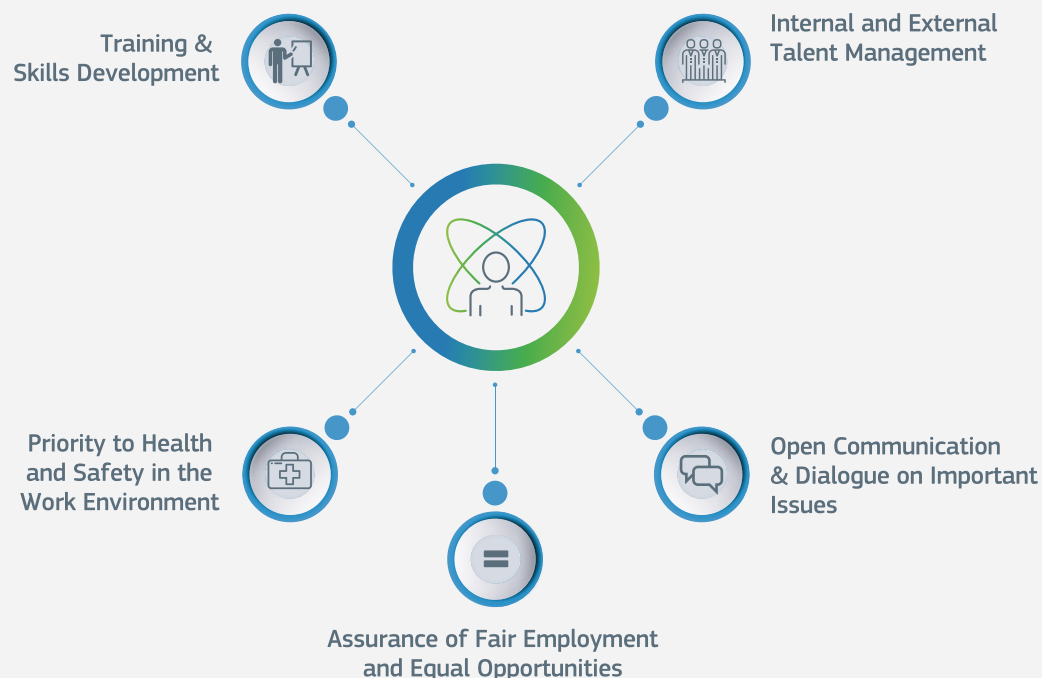 Training &
Skills Development
Internal and External
Talent Management
Priority to Health
and Safety in the
Work Environment
Open Communication
& Dialogue on Important
Issues
Assurance of Fair Employment
and Equal Opportunities